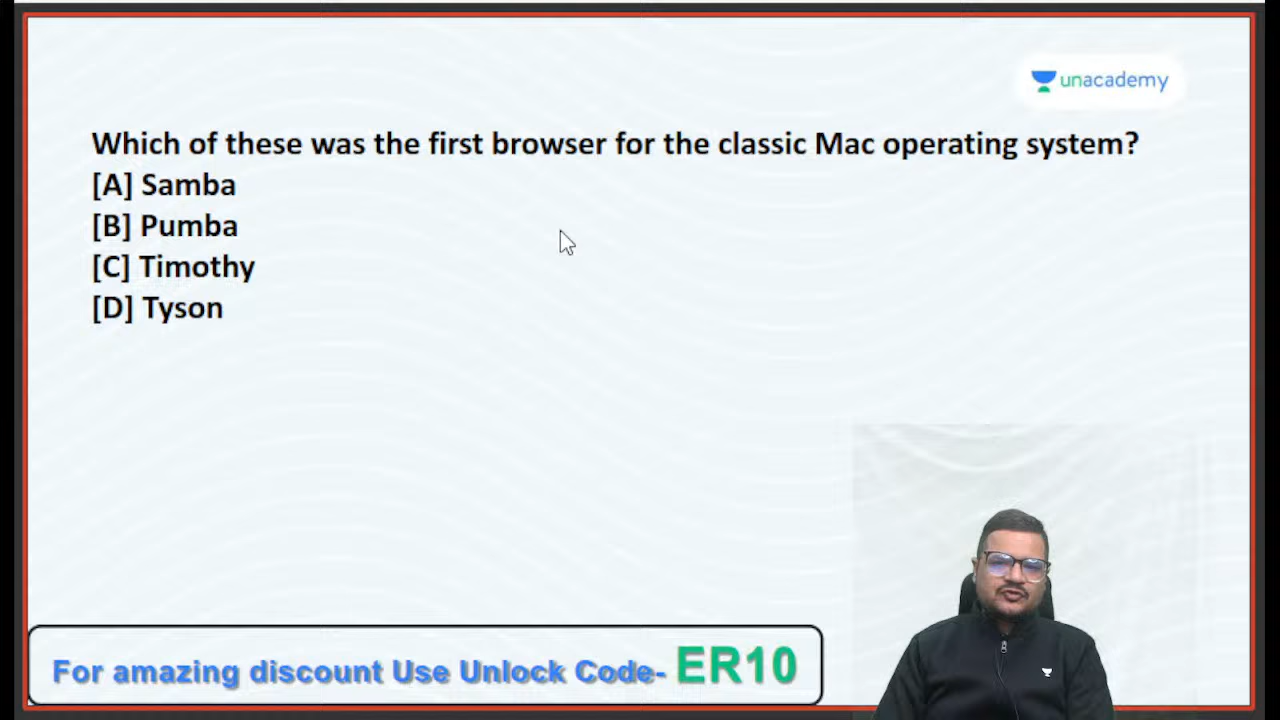 unacademy
Which of these was the first browser for the classic Mac operating system?
[A] Samba
[B] Pumba
[C] Timothy
[D] Tyson
For amazing discount Use Unlock Code- ER10